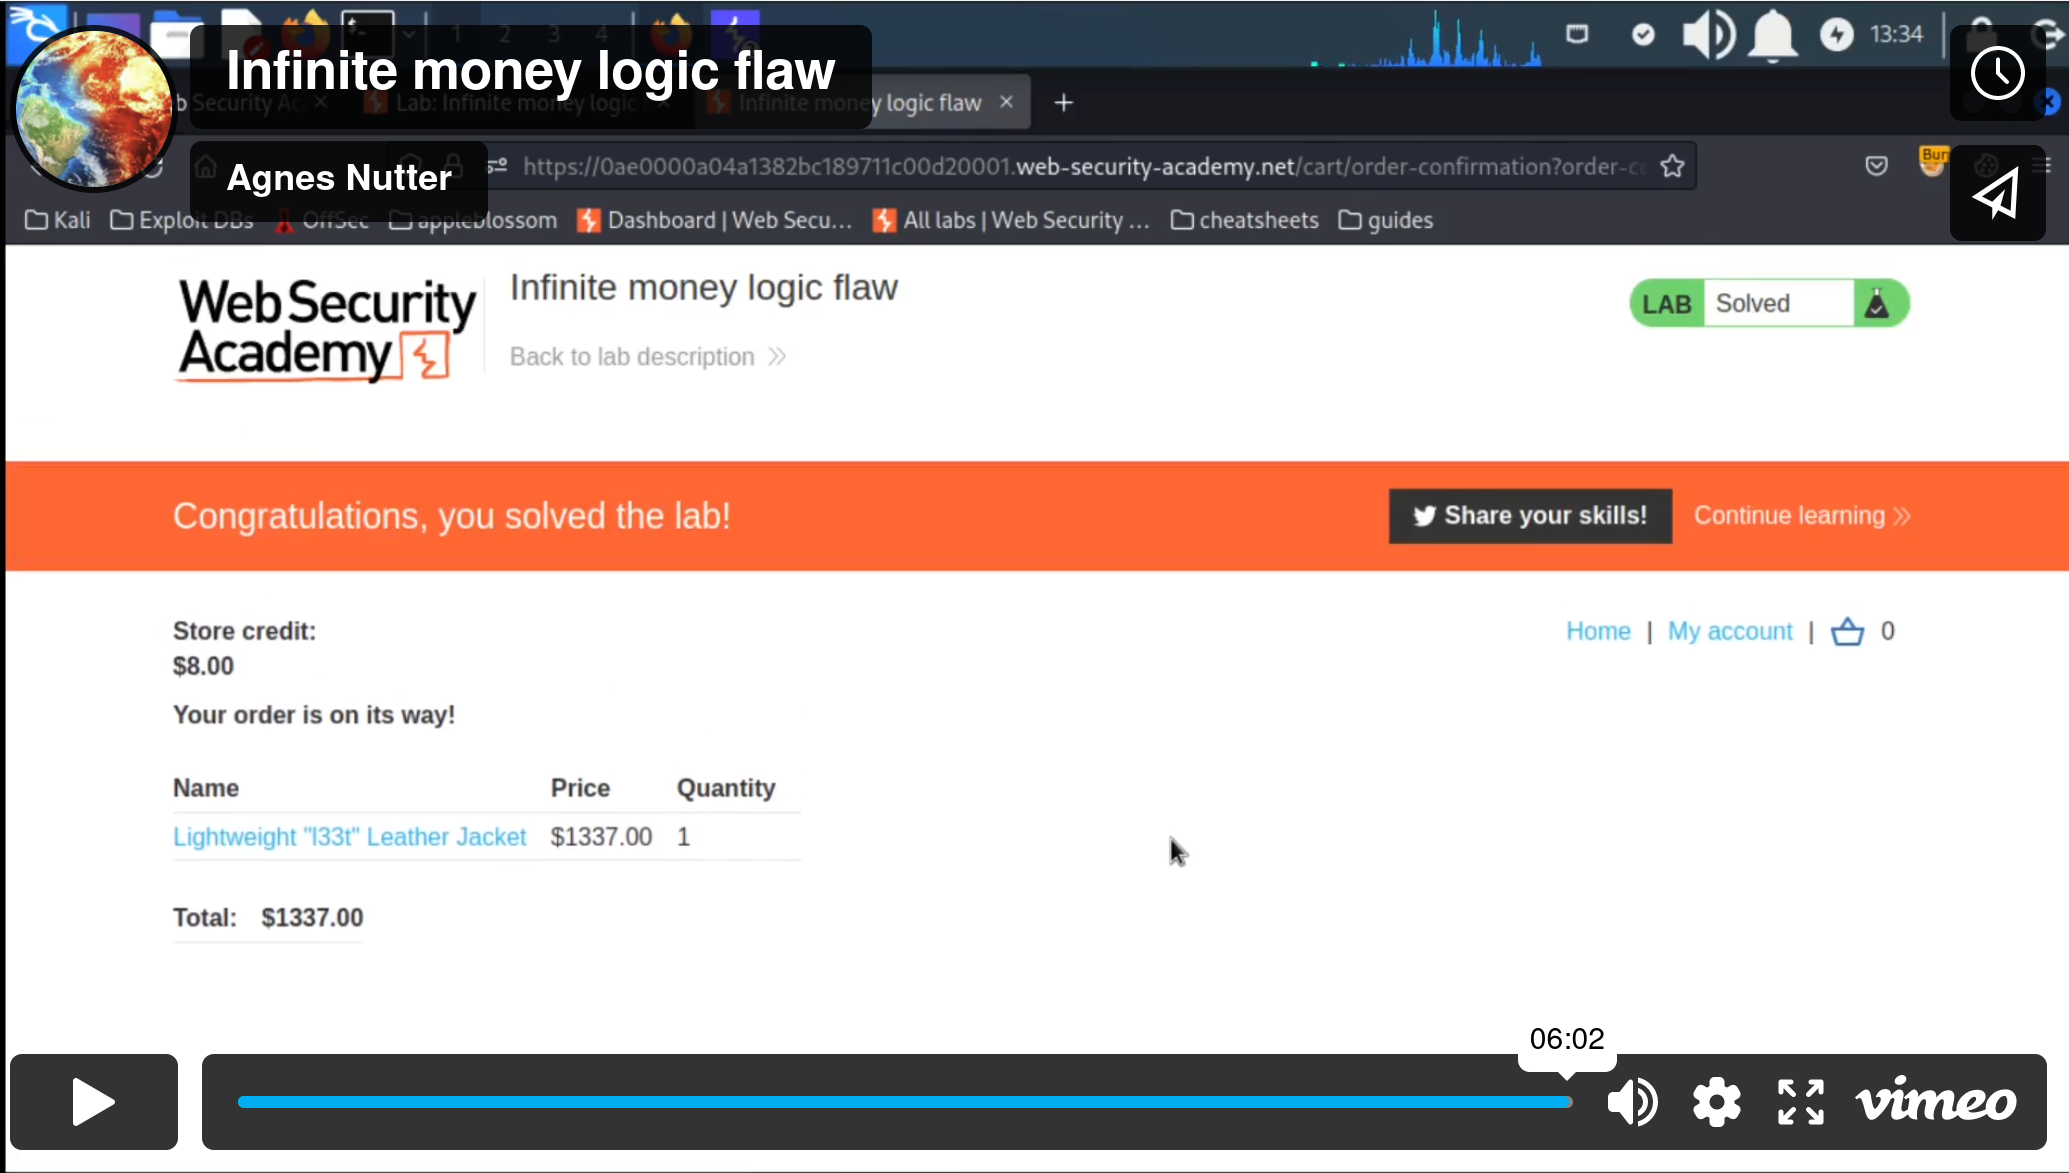 1 2 3 4
13:34
Infinite money logic flaw
b Security Ac
Lab: Infinite money logic
Infinite money logic flaw
Agnes Nutter
https://0ae0000a04a1382bc189711c00d20001.web-security-academy.net/cart/order-confirmation?order-c
Bur
Kali Exploit DBs OffSec appleblossom Dashboard | Web Secu... All labs | Web Security ... cheatsheets guides
Web Security
Academy
Infinite money logic flaw
Back to lab description
LAB Solved
Congratulations, you solved the lab!
Share your skills!
Continue learning
Store credit:
$8.00
Home | My account | 0
Your order is on its way!
Name Price Quantity
Lightweight "l33t" Leather Jacket $1337.00 1
Total: $1337.00
06:02
vimeo